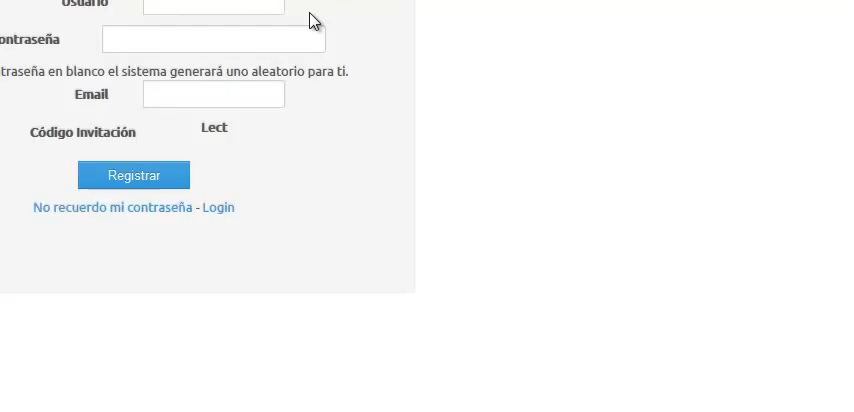 Usuario
ontraseña
traseña en blanco el sistema generará uno aleatorio para ti.
Email
Código Invitación Lect
Registrar
No recuerdo mi contraseña - Login